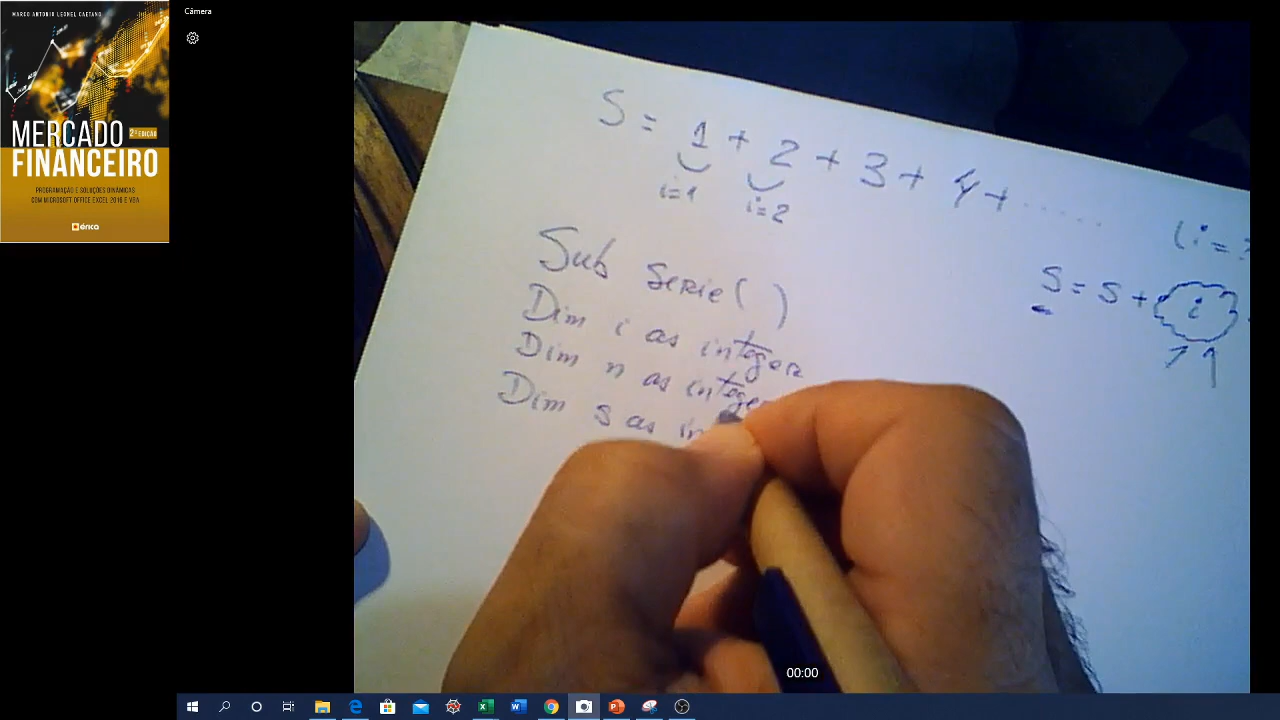 MARCO ANTONIO LEONEL CAETANO
MERCADO 2ª EDIÇÃO
FINANCEIRO
PROGRAMAÇÃO E SOLUÇÕES DINÂMICAS
COM MICROSOFT OFFICE EXCEL 2016 E VBA
érica
Câmera
S = 1 + 2 + 3 + 4 + ......
i=1 i=2
(i=
S = S + i
Sub Serie( )
Dim i as integer
Dim n as integer
Dim S as in
00:00